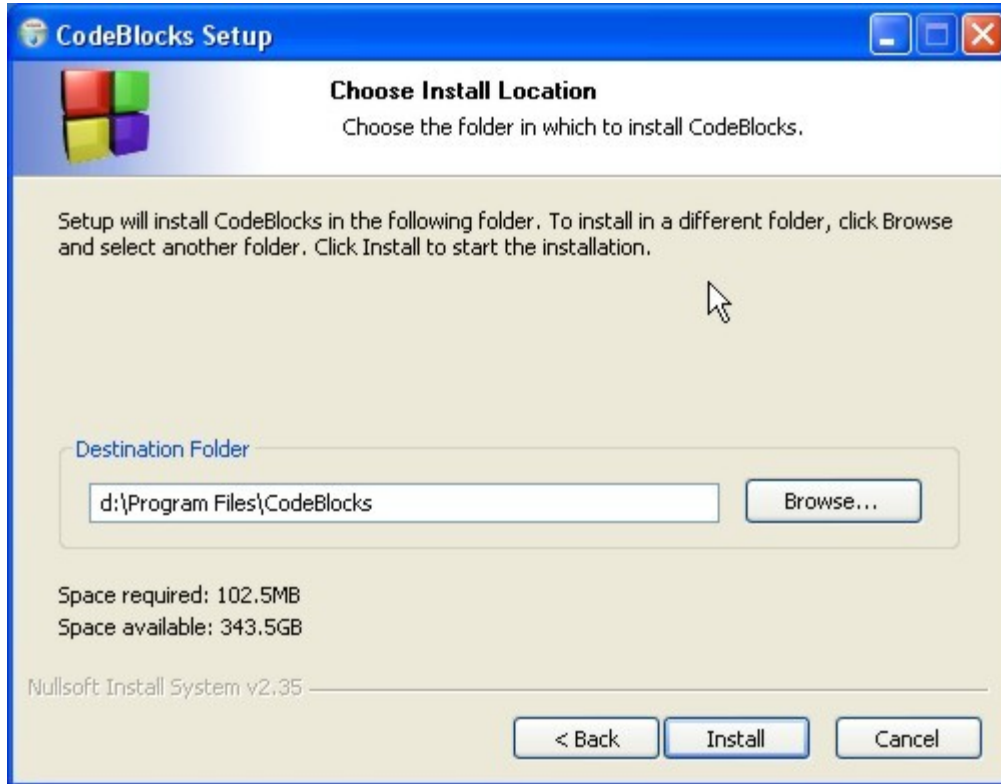 CodeBlocks Setup
Choose Install Location
Choose the folder in which to install CodeBlocks.
Setup will install CodeBlocks in the following folder. To install in a different folder, click Browse
and select another folder. Click Install to start the installation.
Destination Folder
d:\Program Files\CodeBlocks
Browse...
Space required: 102.5MB
Space available: 343.5GB
Nullsoft Install System v2.35
< Back
Install
Cancel